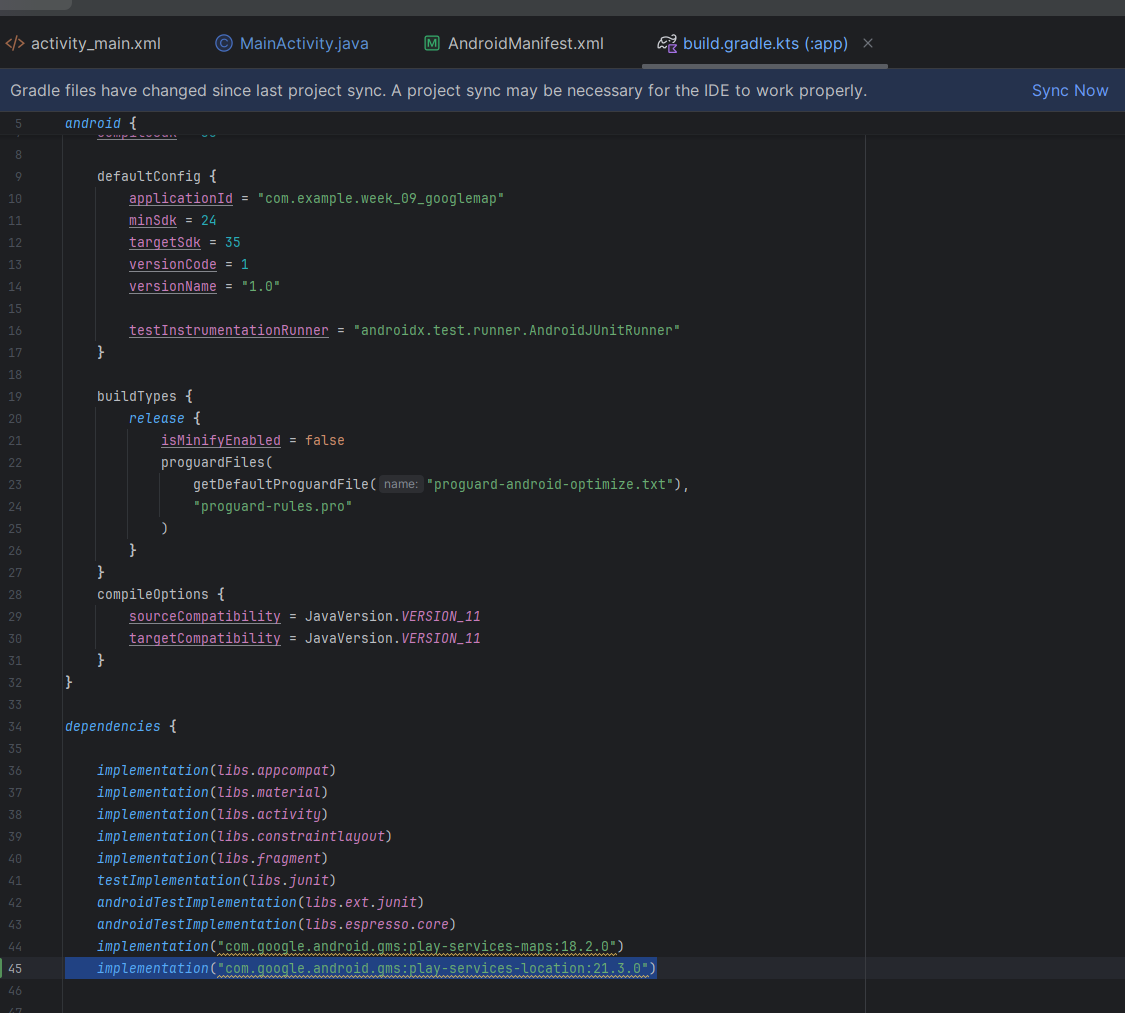 activity_main.xml
MainActivity.java
AndroidManifest.xml
build.gradle.kts (:app)
Gradle files have changed since last project sync. A project sync may be necessary for the IDE to work properly.
Sync Now
5 android {
8
9 defaultConfig {
10 applicationId = "com.example.week_09_googlemap"
11 minSdk = 24
12 targetSdk = 35
13 versionCode = 1
14 versionName = "1.0"
15
16 testInstrumentationRunner = "androidx.test.runner.AndroidJUnitRunner"
17 }
18
19 buildTypes {
20 release {
21 isMinifyEnabled = false
22 proguardFiles(
23 getDefaultProguardFile( name: "proguard-android-optimize.txt"),
24 "proguard-rules.pro"
25 )
26 }
27 }
28 compileOptions {
29 sourceCompatibility = JavaVersion.VERSION_11
30 targetCompatibility = JavaVersion.VERSION_11
31 }
32 }
33
34 dependencies {
35
36 implementation(libs.appcompat)
37 implementation(libs.material)
38 implementation(libs.activity)
39 implementation(libs.constraintlayout)
40 implementation(libs.fragment)
41 testImplementation(libs.junit)
42 androidTestImplementation(libs.ext.junit)
43 androidTestImplementation(libs.espresso.core)
44 implementation("com.google.android.gms:play-services-maps:18.2.0")
45 implementation("com.google.android.gms:play-services-location:21.3.0")
46